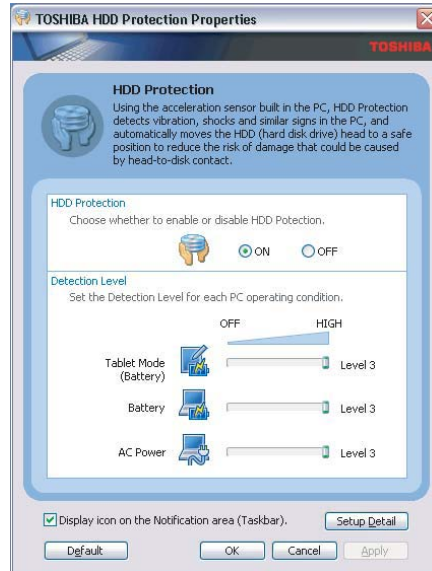 TOSHIBA HDD Protection Properties
TOSHIBA
HDD Protection
Using the acceleration sensor built in the PC, HDD Protection
detects vibration, shocks and similar signs in the PC, and
automatically moves the HDD (hard disk drive) head to a safe
position to reduce the risk of damage that could be caused
by head-to-disk contact.
HDD Protection
Choose whether to enable or disable HDD Potection.
ON OFF
Detection Level
Set the Detection Level for each PC operating condition.
OFF HIGH
Tablet Mode
(Battery)
Level 3
Battery Level 3
AC Power Level 3
Display icon on the Notification area (Taskbar).
Setup Detail
Default OK Cancel Apply